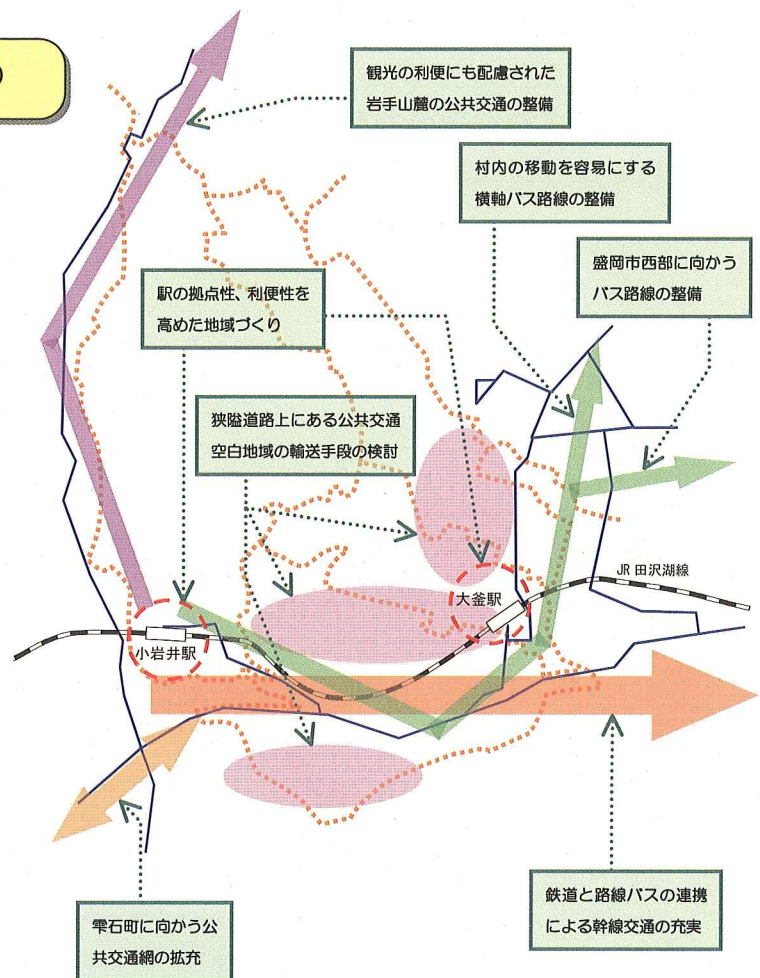 観光の利便にも配慮された
岩手山麓の公共交通の整備
村内の移動を容易にする
横軸バス路線の整備
盛岡市西部に向かう
バス路線の整備
駅の拠点性、利便性を
高めた地域づくり
狭隘道路上にある公共交通
空白地域の輸送手段の検討
JR田沢湖線
大釜駅
小岩井駅
鉄道と路線バスの連携
による幹線交通の充実
雫石町に向かう公
共交通網の拡充